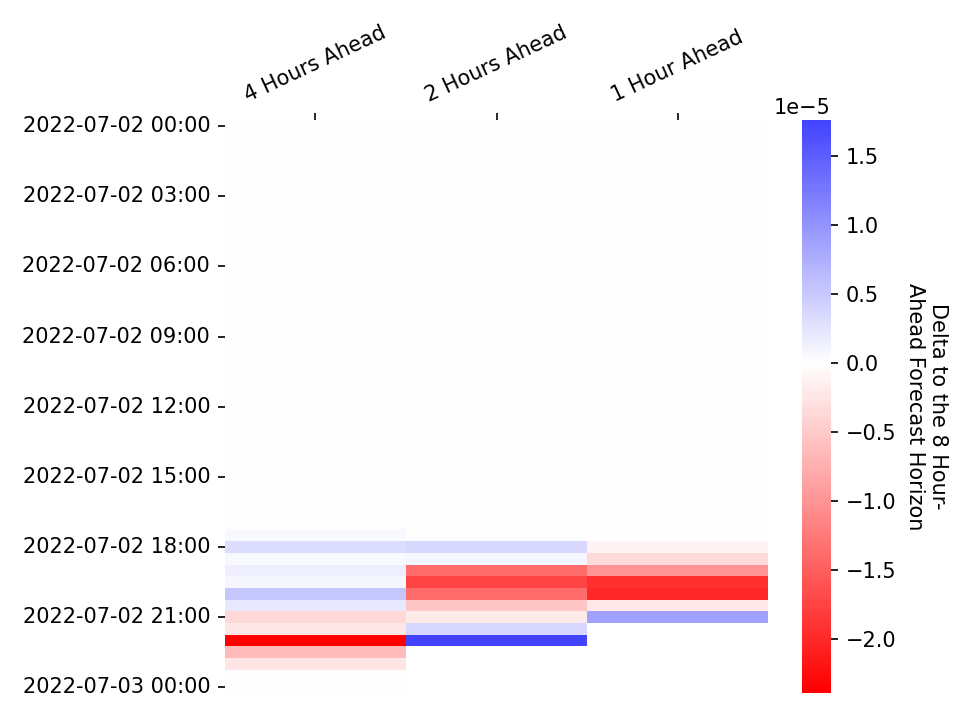 4 Hours Ahead
2 Hours Ahead
1 Hour Ahead
1e−5
2022-07-02 00:00
2022-07-02 03:00
2022-07-02 06:00
2022-07-02 09:00
2022-07-02 12:00
2022-07-02 15:00
2022-07-02 18:00
2022-07-02 21:00
2022-07-03 00:00
1.5
1.0
0.5
0.0
−0.5
−1.0
−1.5
−2.0
Delta to the 8 Hour-
Ahead Forecast Horizon